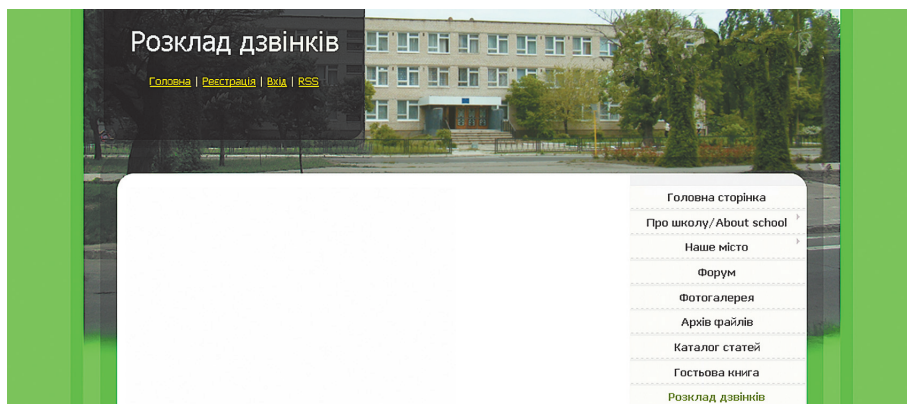 Розклад дзвінків
Головна | Реєстрація | Вхід | RSS
Головна сторінка
Про школу/About school
Наше місто
Форум
Фотогалерея
Архів файлів
Каталог статей
Гостьова книга
Розклад дзвінків